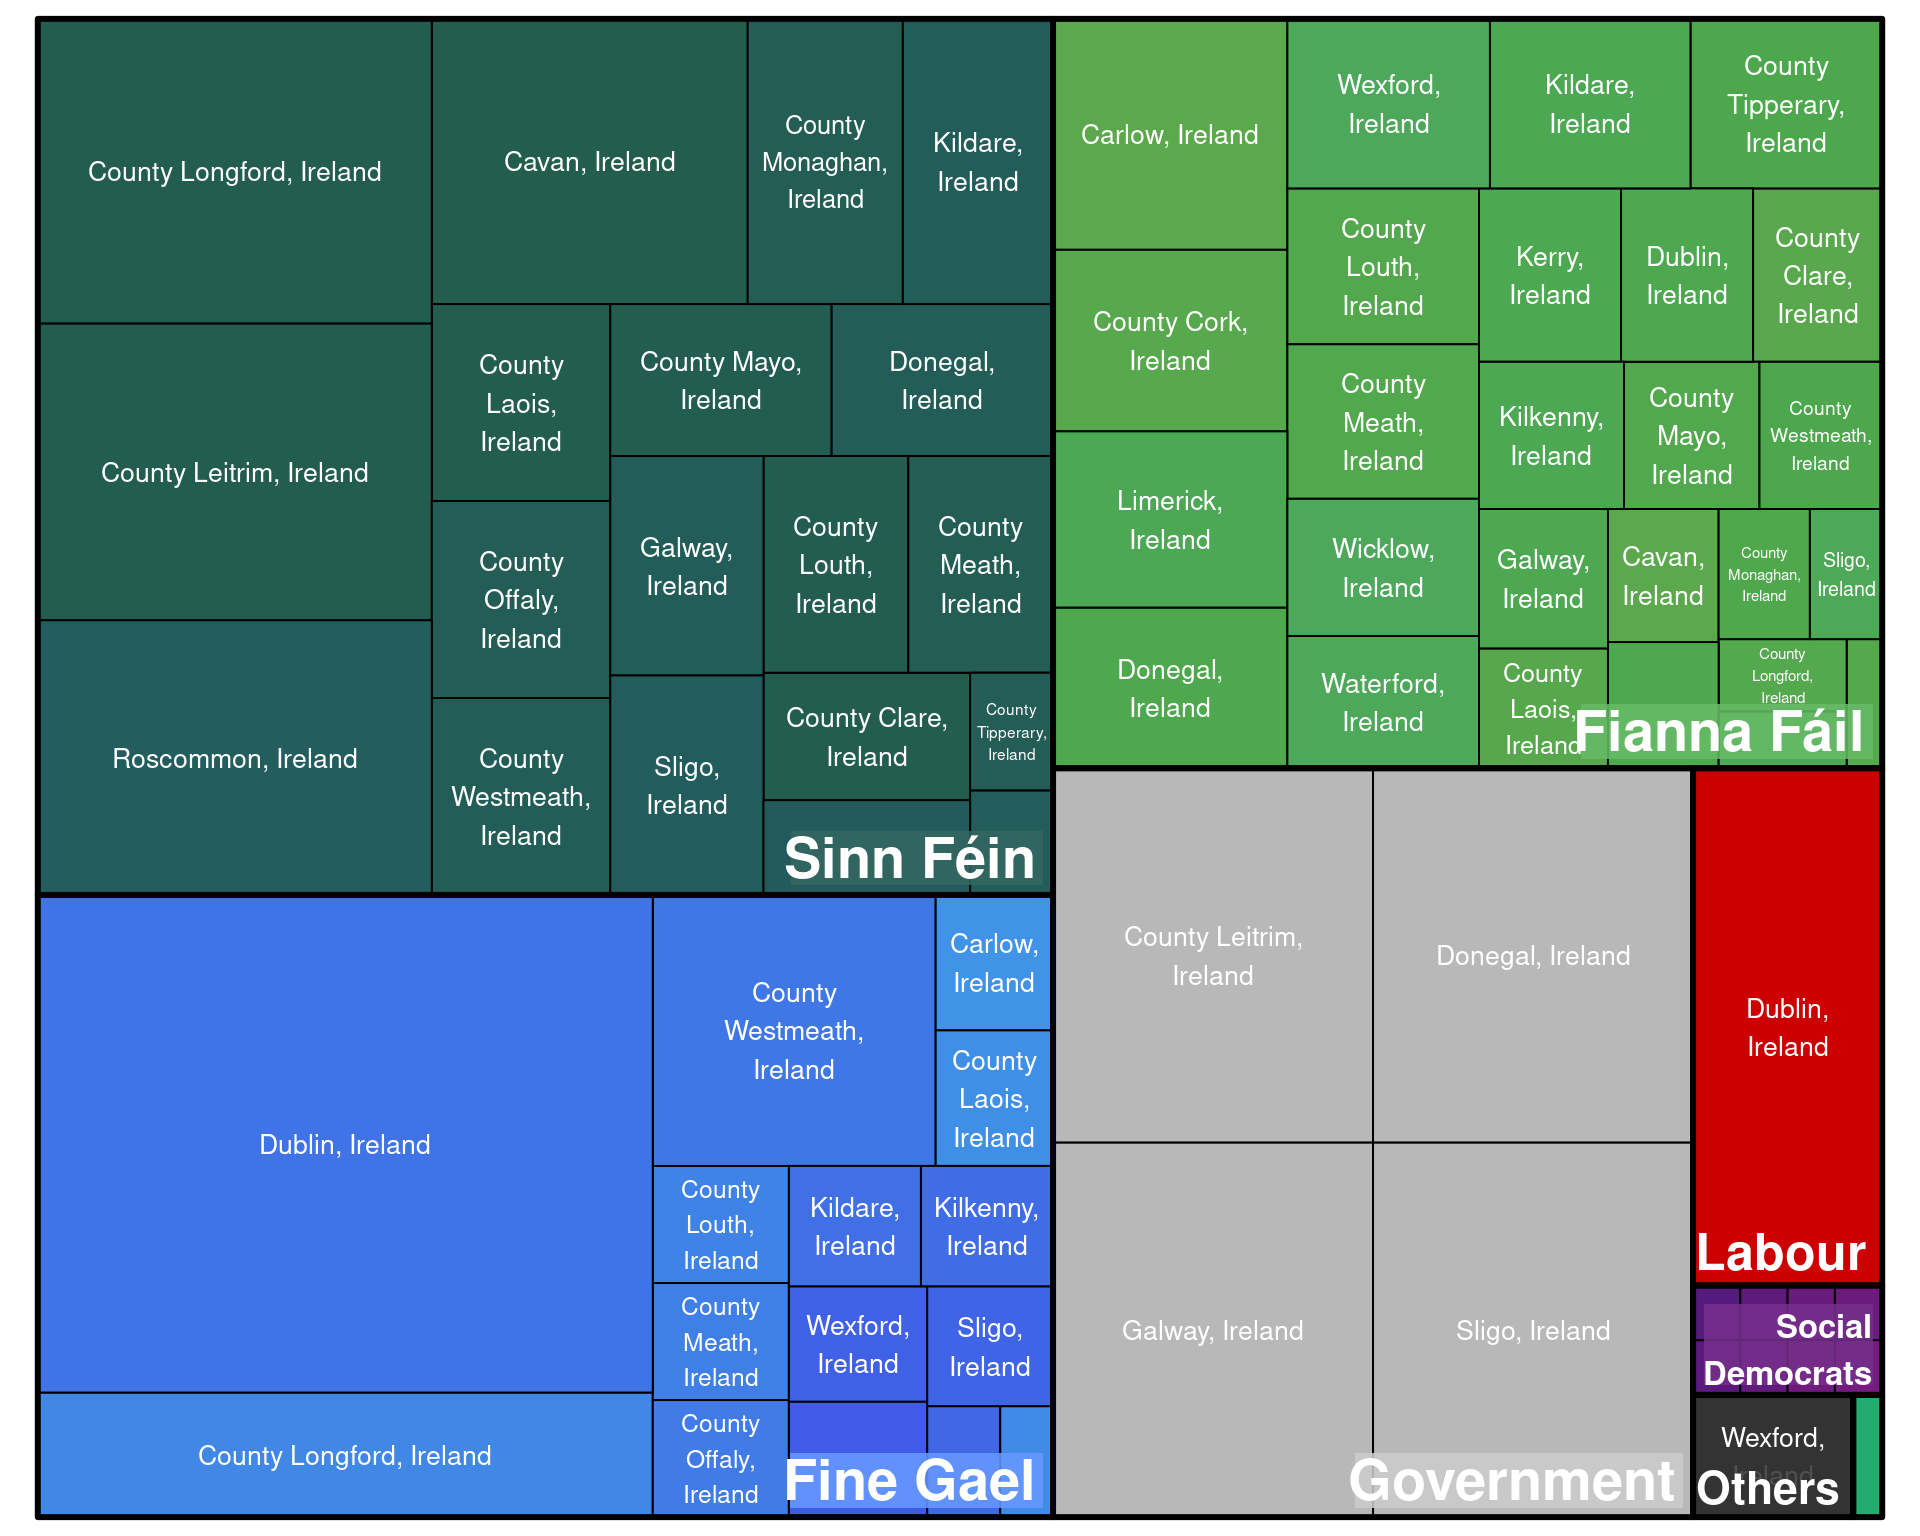 County Longford, Ireland
Cavan, Ireland
County
Monaghan,
Ireland
Kildare,
Ireland
County Leitrim, Ireland
County
Laois,
Ireland
County Mayo,
Ireland
Donegal,
Ireland
County
Offaly,
Ireland
Galway,
Ireland
County
Louth,
Ireland
County
Meath,
Ireland
Roscommon, Ireland
County
Westmeath,
Ireland
Sligo,
Ireland
County Clare,
Ireland
County
Tipperary,
Ireland
Sinn Féin
Carlow, Ireland
Wexford,
Ireland
Kildare,
Ireland
County
Tipperary,
Ireland
County Cork,
Ireland
County
Louth,
Ireland
Kerry,
Ireland
Dublin,
Ireland
County
Clare,
Ireland
Limerick,
Ireland
County
Meath,
Ireland
Kilkenny,
Ireland
County
Mayo,
Ireland
County
Westmeath,
Ireland
Donegal,
Ireland
Wicklow,
Ireland
Galway,
Ireland
Cavan,
Ireland
County
Monaghan,
Ireland
Sligo,
Ireland
Waterford,
Ireland
County
Laois,
Ireland
County
Longford,
Ireland
Fianna Fáil
Dublin, Ireland
County
Westmeath,
Ireland
Carlow,
Ireland
County
Laois,
Ireland
County
Louth,
Ireland
Kildare,
Ireland
Kilkenny,
Ireland
County
Meath,
Ireland
Wexford,
Ireland
Sligo,
Ireland
County Longford, Ireland
County
Offaly,
Ireland
Fine Gael
County Leitrim,
Ireland
Donegal, Ireland
Galway, Ireland
Sligo, Ireland
Government
Dublin,
Ireland
Labour
Social
Democrats
Wexford,
Ireland
Others